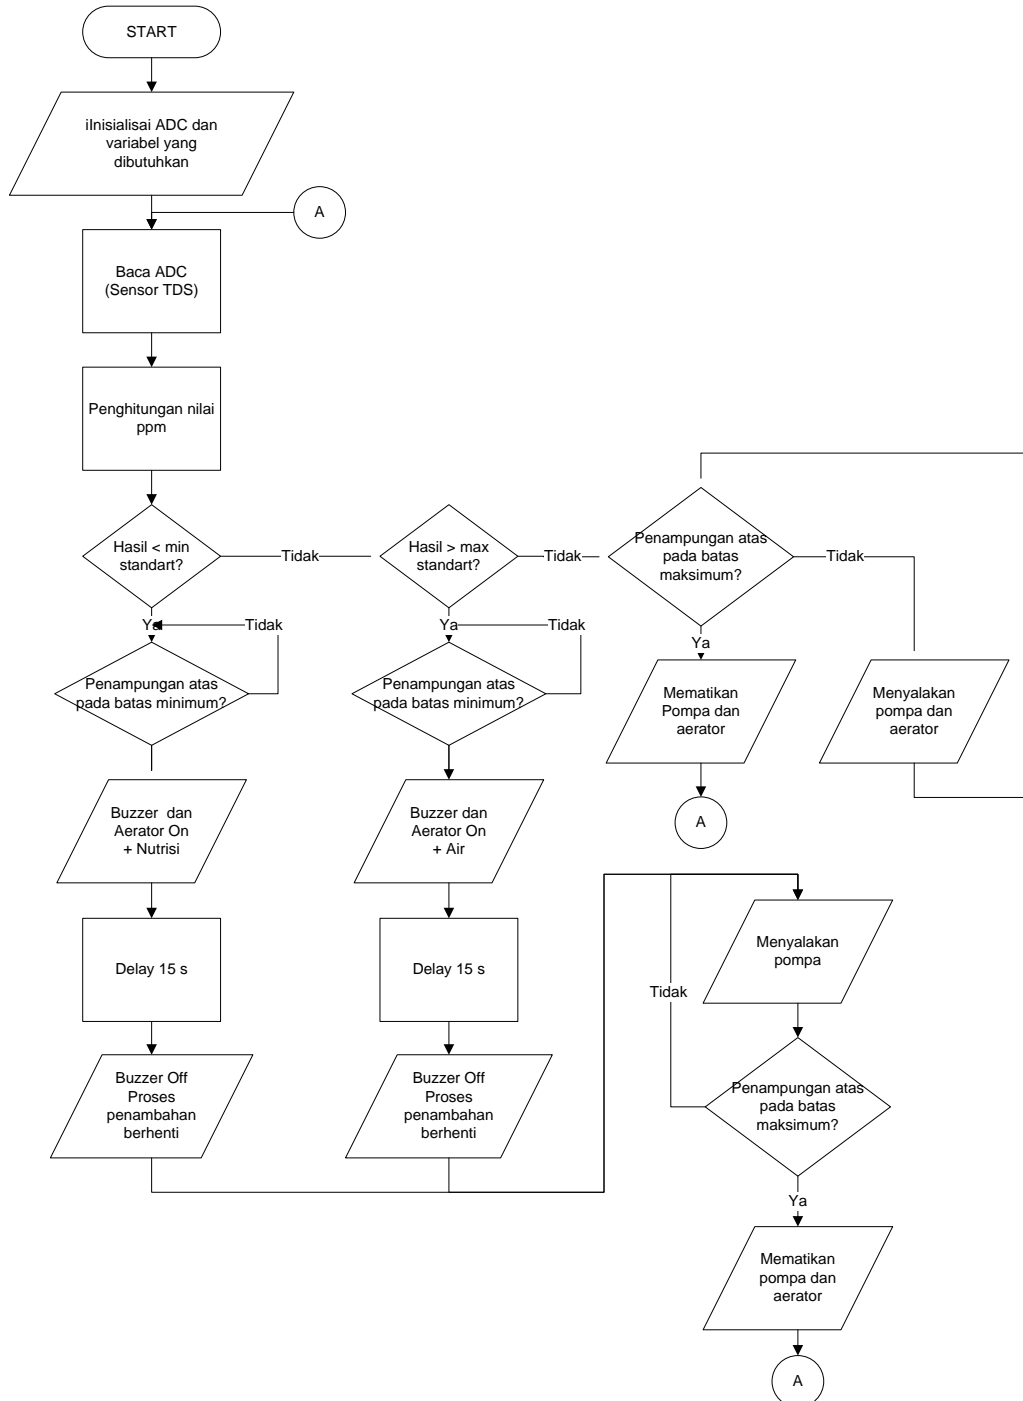 START
iInisialisai ADC dan
variabel yang
dibutuhkan
A
Baca ADC
(Sensor TDS)
Penghitungan nilai
ppm
Hasil < min
standart?
Tidak
Hasil > max
standart?
Tidak
Penampungan atas
pada batas
maksimum?
Tidak
Ya
Tidak
Ya
Tidak
Ya
Penampungan atas
pada batas minimum?
Penampungan atas
pada batas minimum?
Mematikan
Pompa dan
aerator
Menyalakan
pompa dan
aerator
Buzzer dan
Aerator On
+ Nutrisi
Buzzer dan
Aerator On
+ Air
A
Delay 15 s
Delay 15 s
Menyalakan
pompa
Tidak
Buzzer Off
Proses
penambahan
berhenti
Buzzer Off
Proses
penambahan
berhenti
Penampungan atas
pada batas
maksimum?
Ya
Mematikan
pompa dan
aerator
A